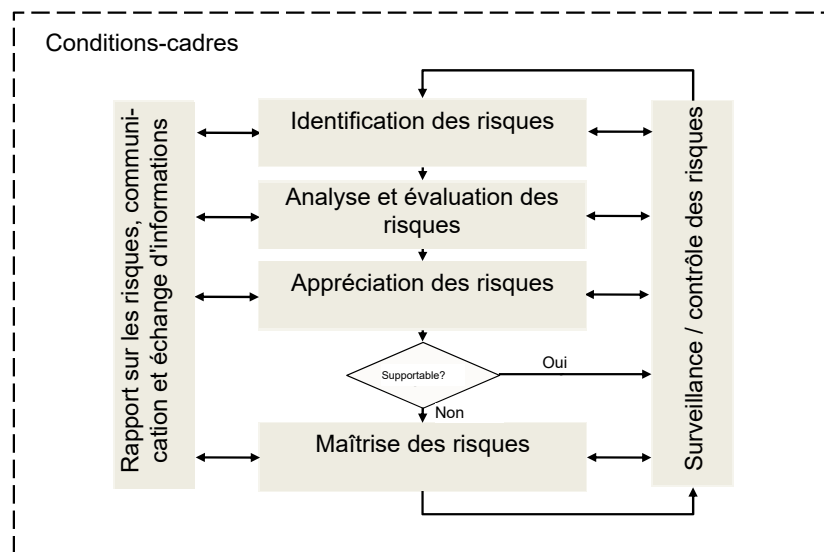 Conditions-cadres
Rapport sur les risques, communi-
cation et échange d'informations
Identification des risques
Analyse et évaluation des
risques
Appréciation des risques
Supportable?
Oui
Non
Maîtrise des risques
Surveillance / contrôle des risques